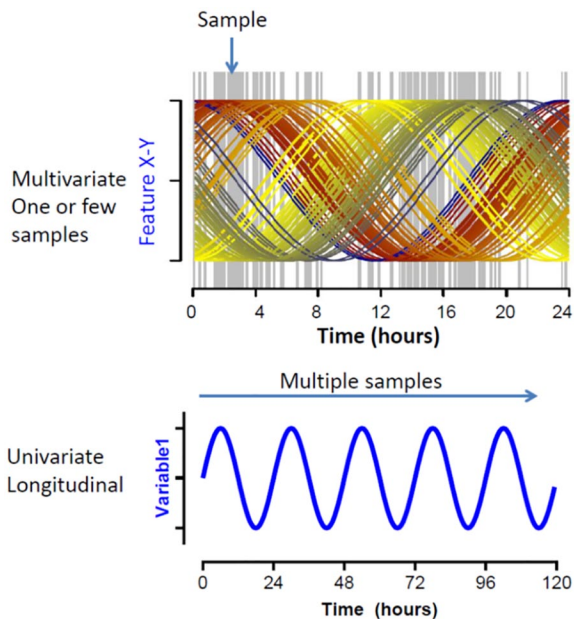 Sample
Multivariate
One or few
samples
Feature X-Y
0 4 8 12 16 20 24
Time (hours)
Multiple samples
Univariate
Longitudinal
Variable1
0 24 48 72 96 120
Time (hours)